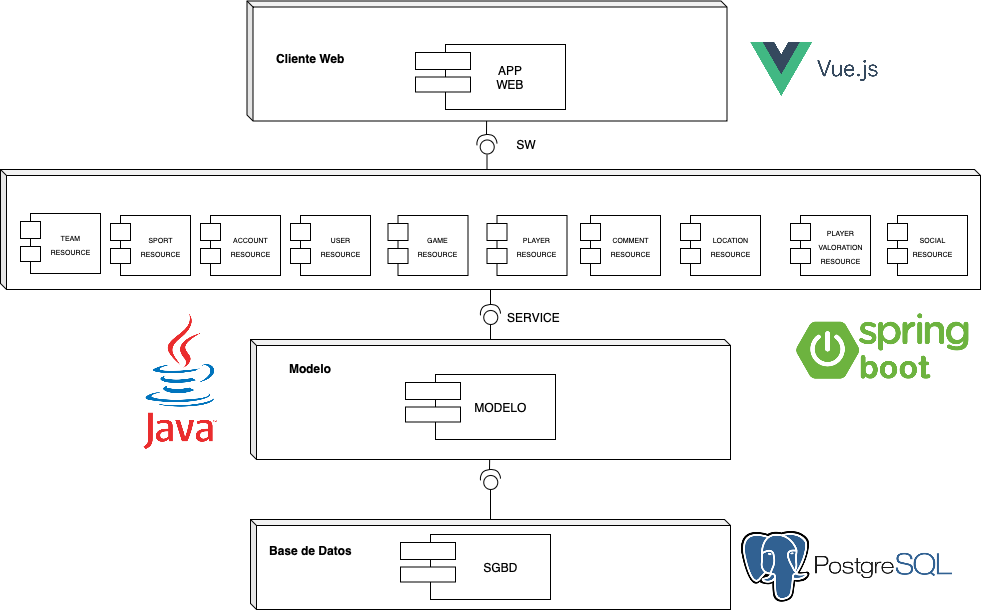 Cliente Web
APP
WEB
Vue.js
SW
TEAM
RESOURCE
SPORT
RESOURCE
ACCOUNT
RESOURCE
USER
RESOURCE
GAME
RESOURCE
PLAYER
RESOURCE
COMMENT
RESOURCE
LOCATION
RESOURCE
PLAYER
VALORATION
RESOURCE
SOCIAL
RESOURCE
SERVICE
Java
spring
boot
Modelo
MODELO
Base de Datos
SGBD
PostgreSQL